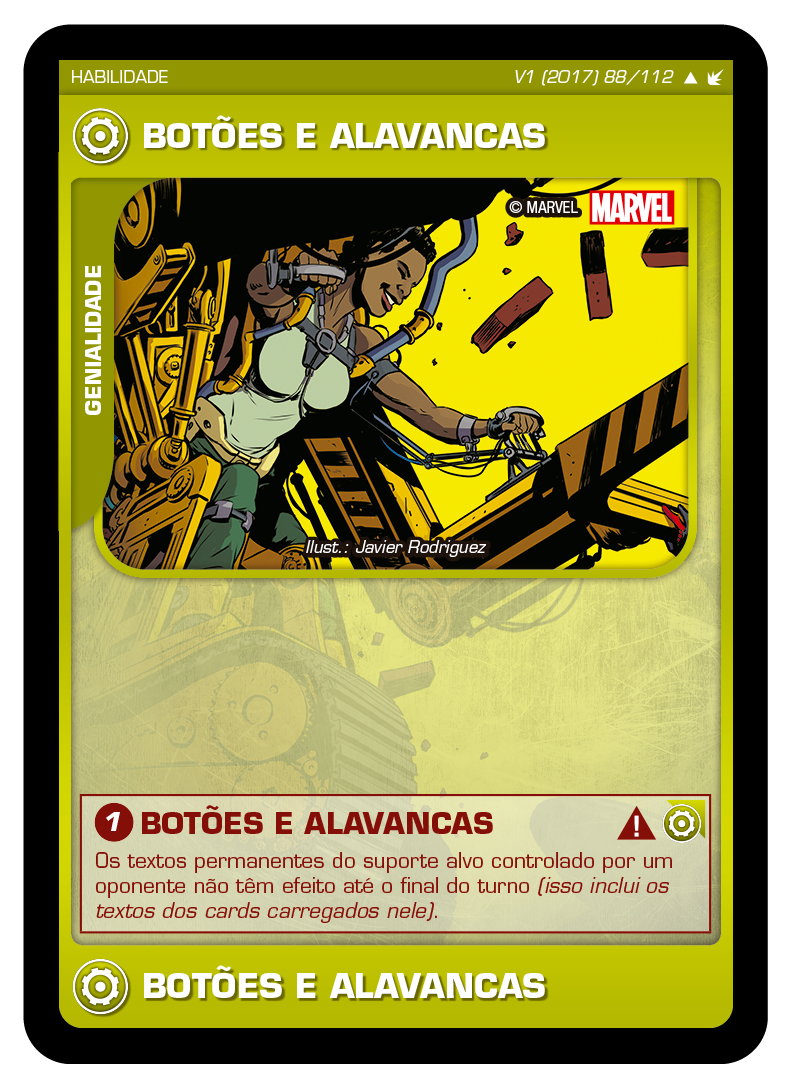 HABILIDADE
V1 (2017) 88/112
BOTÕES E ALAVANCAS
© MARVEL MARVEL
GENIALIDADE
Ilust.: Javier Rodriguez
1 BOTÕES E ALAVANCAS
Os textos permanentes do suporte alvo controlado por um
oponente não têm efeito até o final do turno (isso inclui os
textos dos cards carregados nele).
BOTÕES E ALAVANCAS